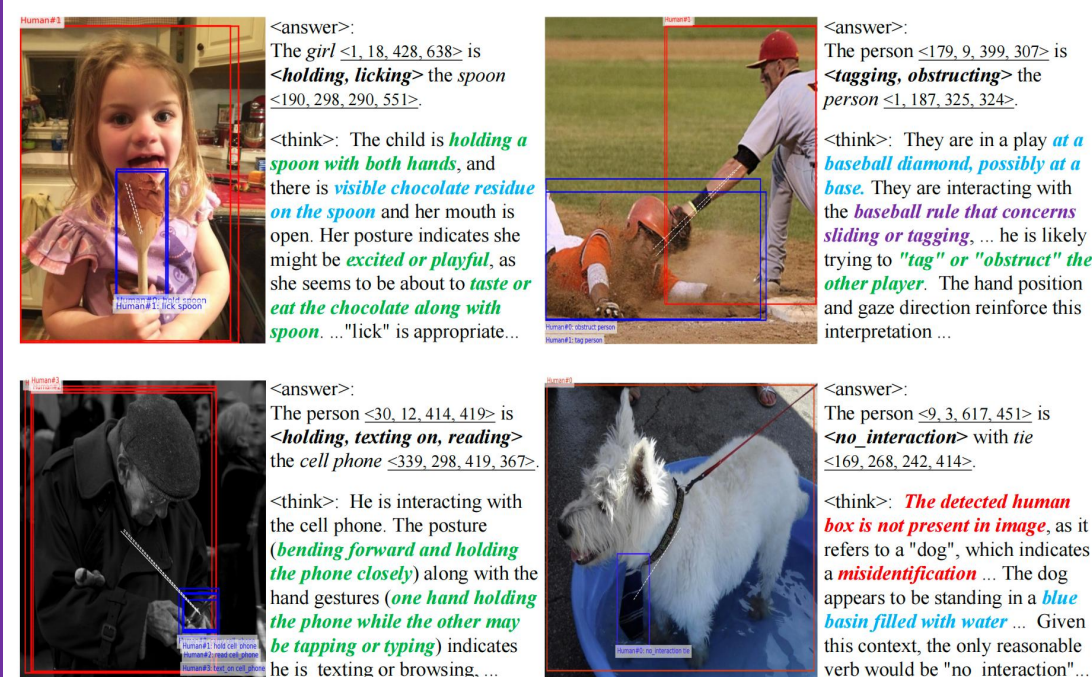 Human#1
<answer>:
The girl <1, 18, 428, 638> is
<holding, licking> the spoon
<190, 298, 290, 551>.
<think>: The child is holding a
spoon with both hands, and
there is visible chocolate residue
on the spoon and her mouth is
open. Her posture indicates she
might be excited or playful, as
she seems to be about to taste or
eat the chocolate along with
spoon. ..."lick" is appropriate...
Human#0: hold spoon
Human#1: lick spoon
Human#1
<answer>:
The person <179, 9, 399, 307> is
<tagging, obstructing> the
person <1, 187, 325, 324>.
<think>: They are in a play at a
baseball diamond, possibly at a
base. They are interacting with
the baseball rule that concerns
sliding or tagging, ... he is likely
trying to "tag" or "obstruct" the
other player. The hand position
and gaze direction reinforce this
interpretation ...
Human#0: obstruct person
Human#1: tag person
Human#3
<answer>:
The person <30, 12, 414, 419> is
<holding, texting on, reading>
the cell phone <339, 298, 419, 367>.
<think>: He is interacting with
the cell phone. The posture
(bending forward and holding
the phone closely) along with the
hand gestures (one hand holding
the phone while the other may
be tapping or typing) indicates
he is texting or browsing, ...
Human#1: hold cell_phone
Human#2: read cell_phone
Human#3: text_on cell_phone
Human#0
<answer>:
The person <9, 3, 617, 451> is
<no_interaction> with tie
<169, 268, 242, 414>.
<think>: The detected human
box is not present in image, as it
refers to a "dog", which indicates
a misidentification ... The dog
appears to be standing in a blue
basin filled with water ... Given
this context, the only reasonable
verb would be "no_interaction"...
Human#0: no_interaction tie